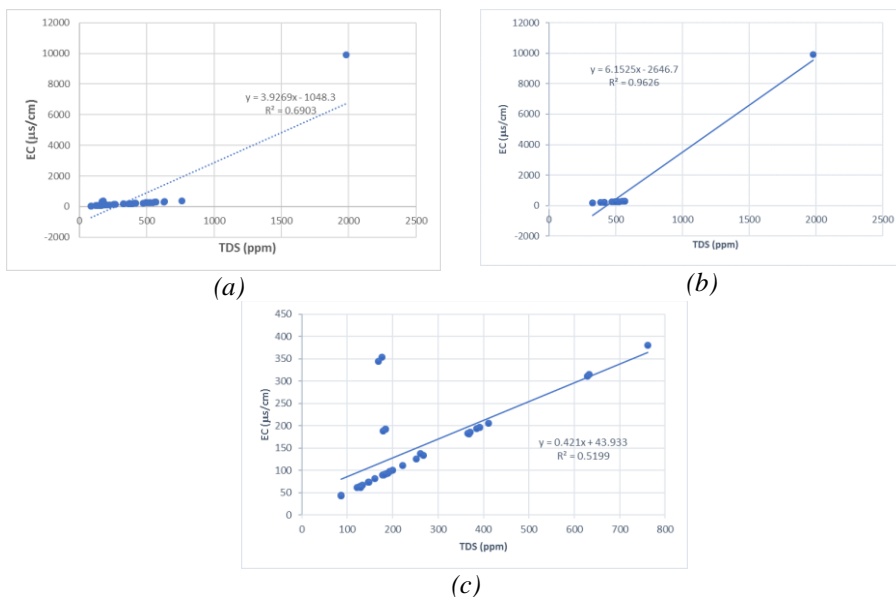 12000
10000
8000
6000
4000
2000
0
-2000
EC (µs/cm)
y = 3.9269x - 1048.3
R² = 0.6903
0 500 1000 1500 2000 2500
TDS (ppm)
(a)
12000
10000
8000
6000
4000
2000
0
-2000
EC (µs/cm)
y = 6.1525x - 2646.7
R² = 0.9626
0 500 1000 1500 2000 2500
TDS (ppm)
(b)
450
400
350
300
250
200
150
100
50
0
EC (µs/cm)
y = 0.421x + 43.933
R² = 0.5199
0 100 200 300 400 500 600 700 800
TDS (ppm)
(c)